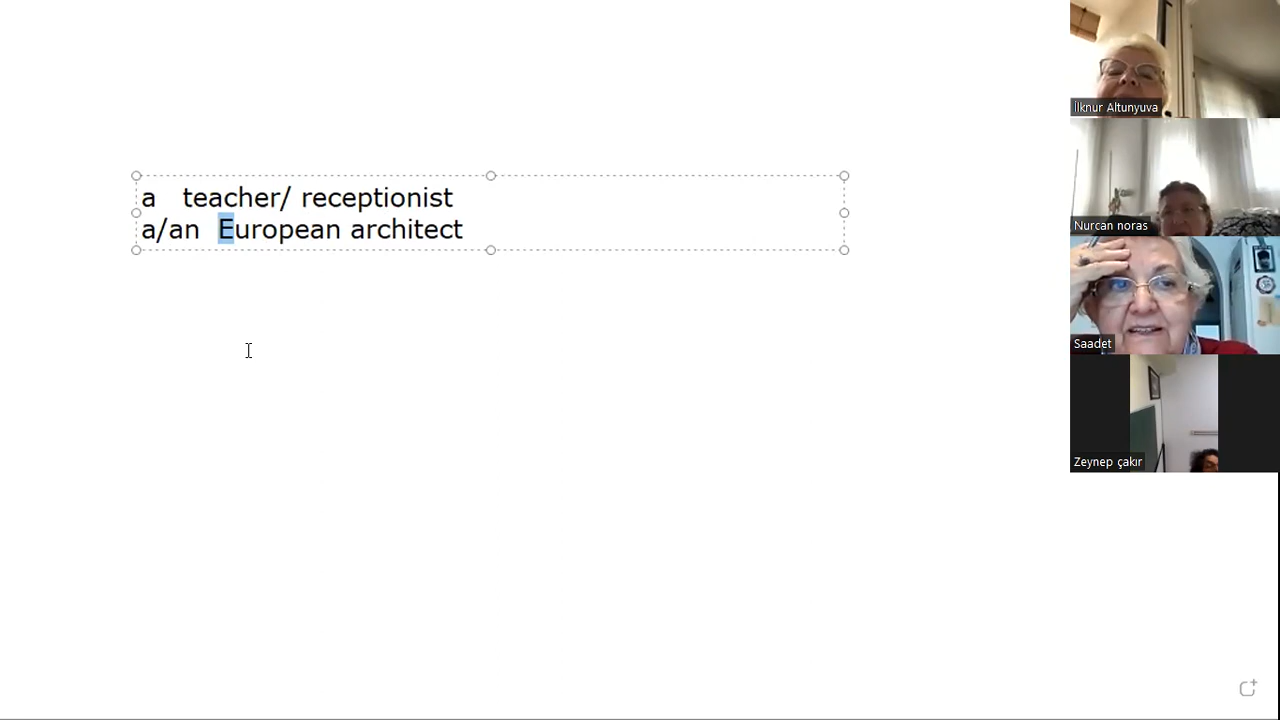 a teacher/ receptionist
a/an European architect
İlknur Altunyuva
Nurcan noras
Saadet
Zeynep çakır